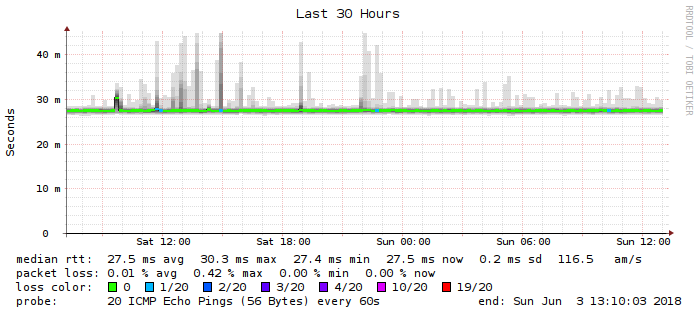 Last 30 Hours
RRDTOOL / TOBI OETIKER
Seconds
40 m
30 m
20 m
10 m
0
Sat 12:00 Sat 18:00 Sun 00:00 Sun 06:00 Sun 12:00
median rtt: 27.5 ms avg 30.3 ms max 27.4 ms min 27.5 ms now 0.2 ms sd 116.5 am/s
packet loss: 0.01 % avg 0.42 % max 0.00 % min 0.00 % now
loss color: 0 1/20 2/20 3/20 4/20 10/20 19/20
probe: 20 ICMP Echo Pings (56 Bytes) every 60s end: Sun Jun 3 13:10:03 2018